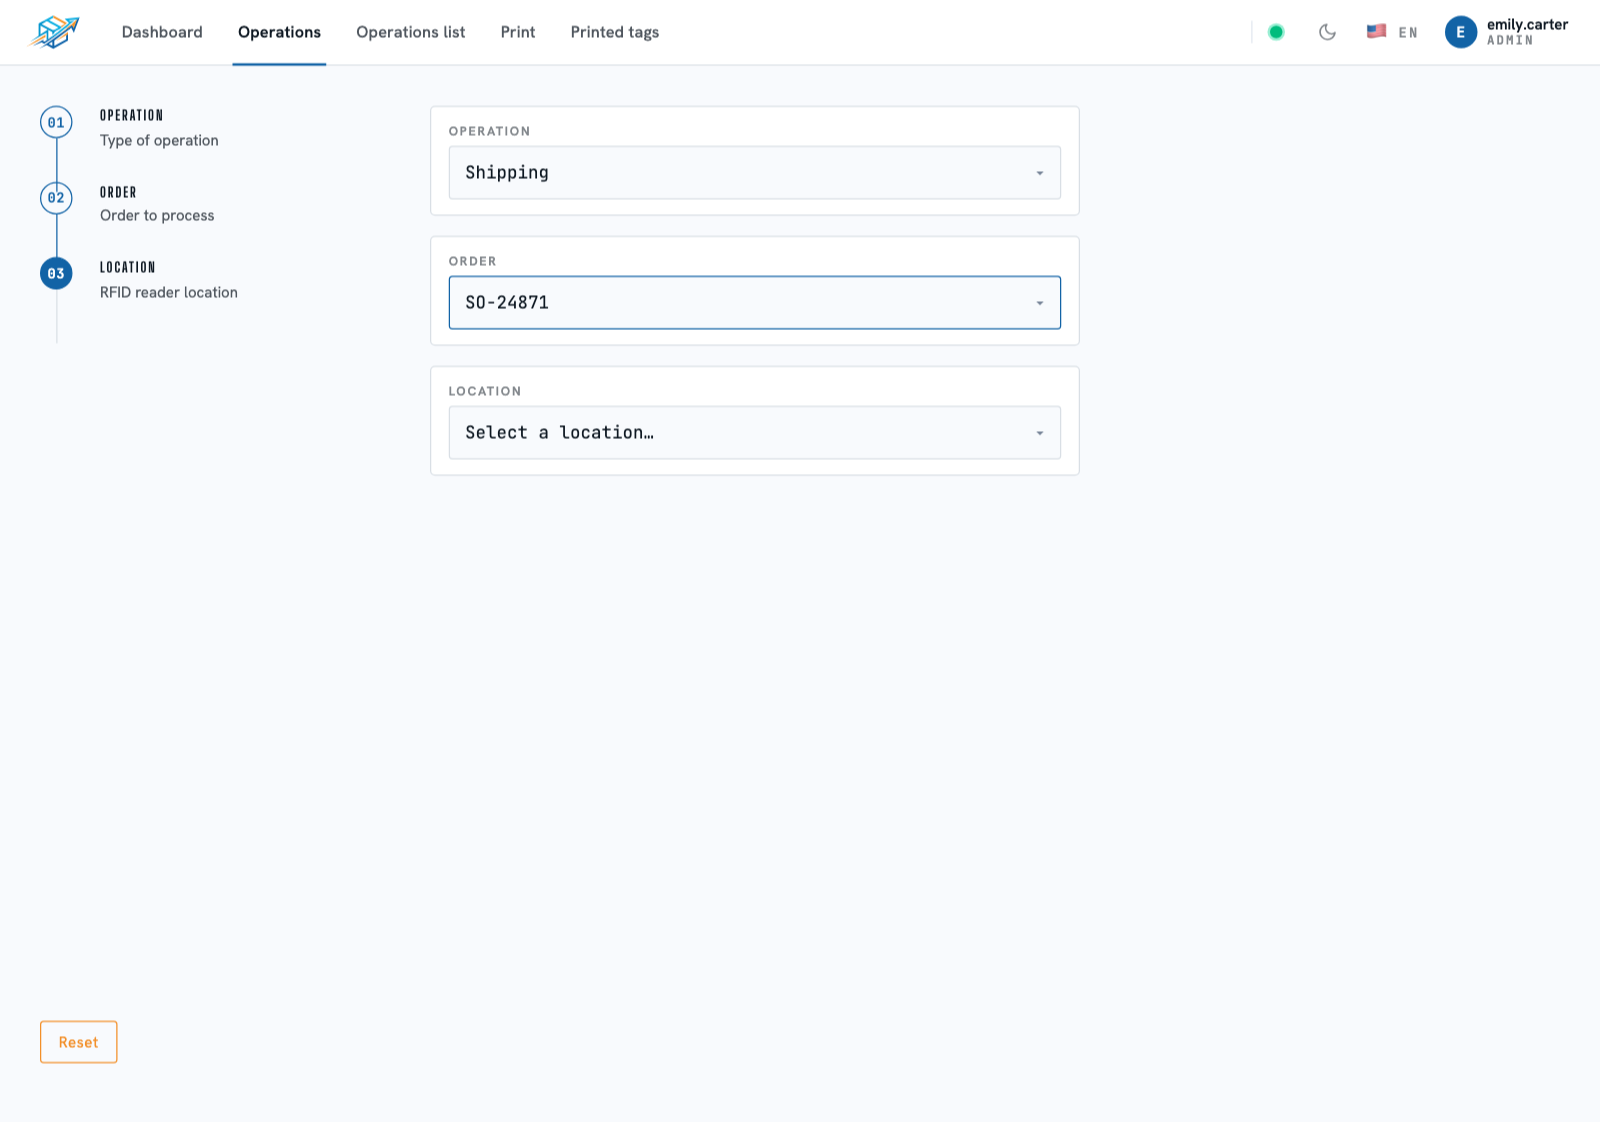 Dashboard
Operations
Operations list
Print
Printed tags
EN
E
emily.carter
ADMIN
01
OPERATION
Type of operation
02
ORDER
Order to process
03
LOCATION
RFID reader location
OPERATION
Shipping
ORDER
SO-24871
LOCATION
Select a location…
Reset